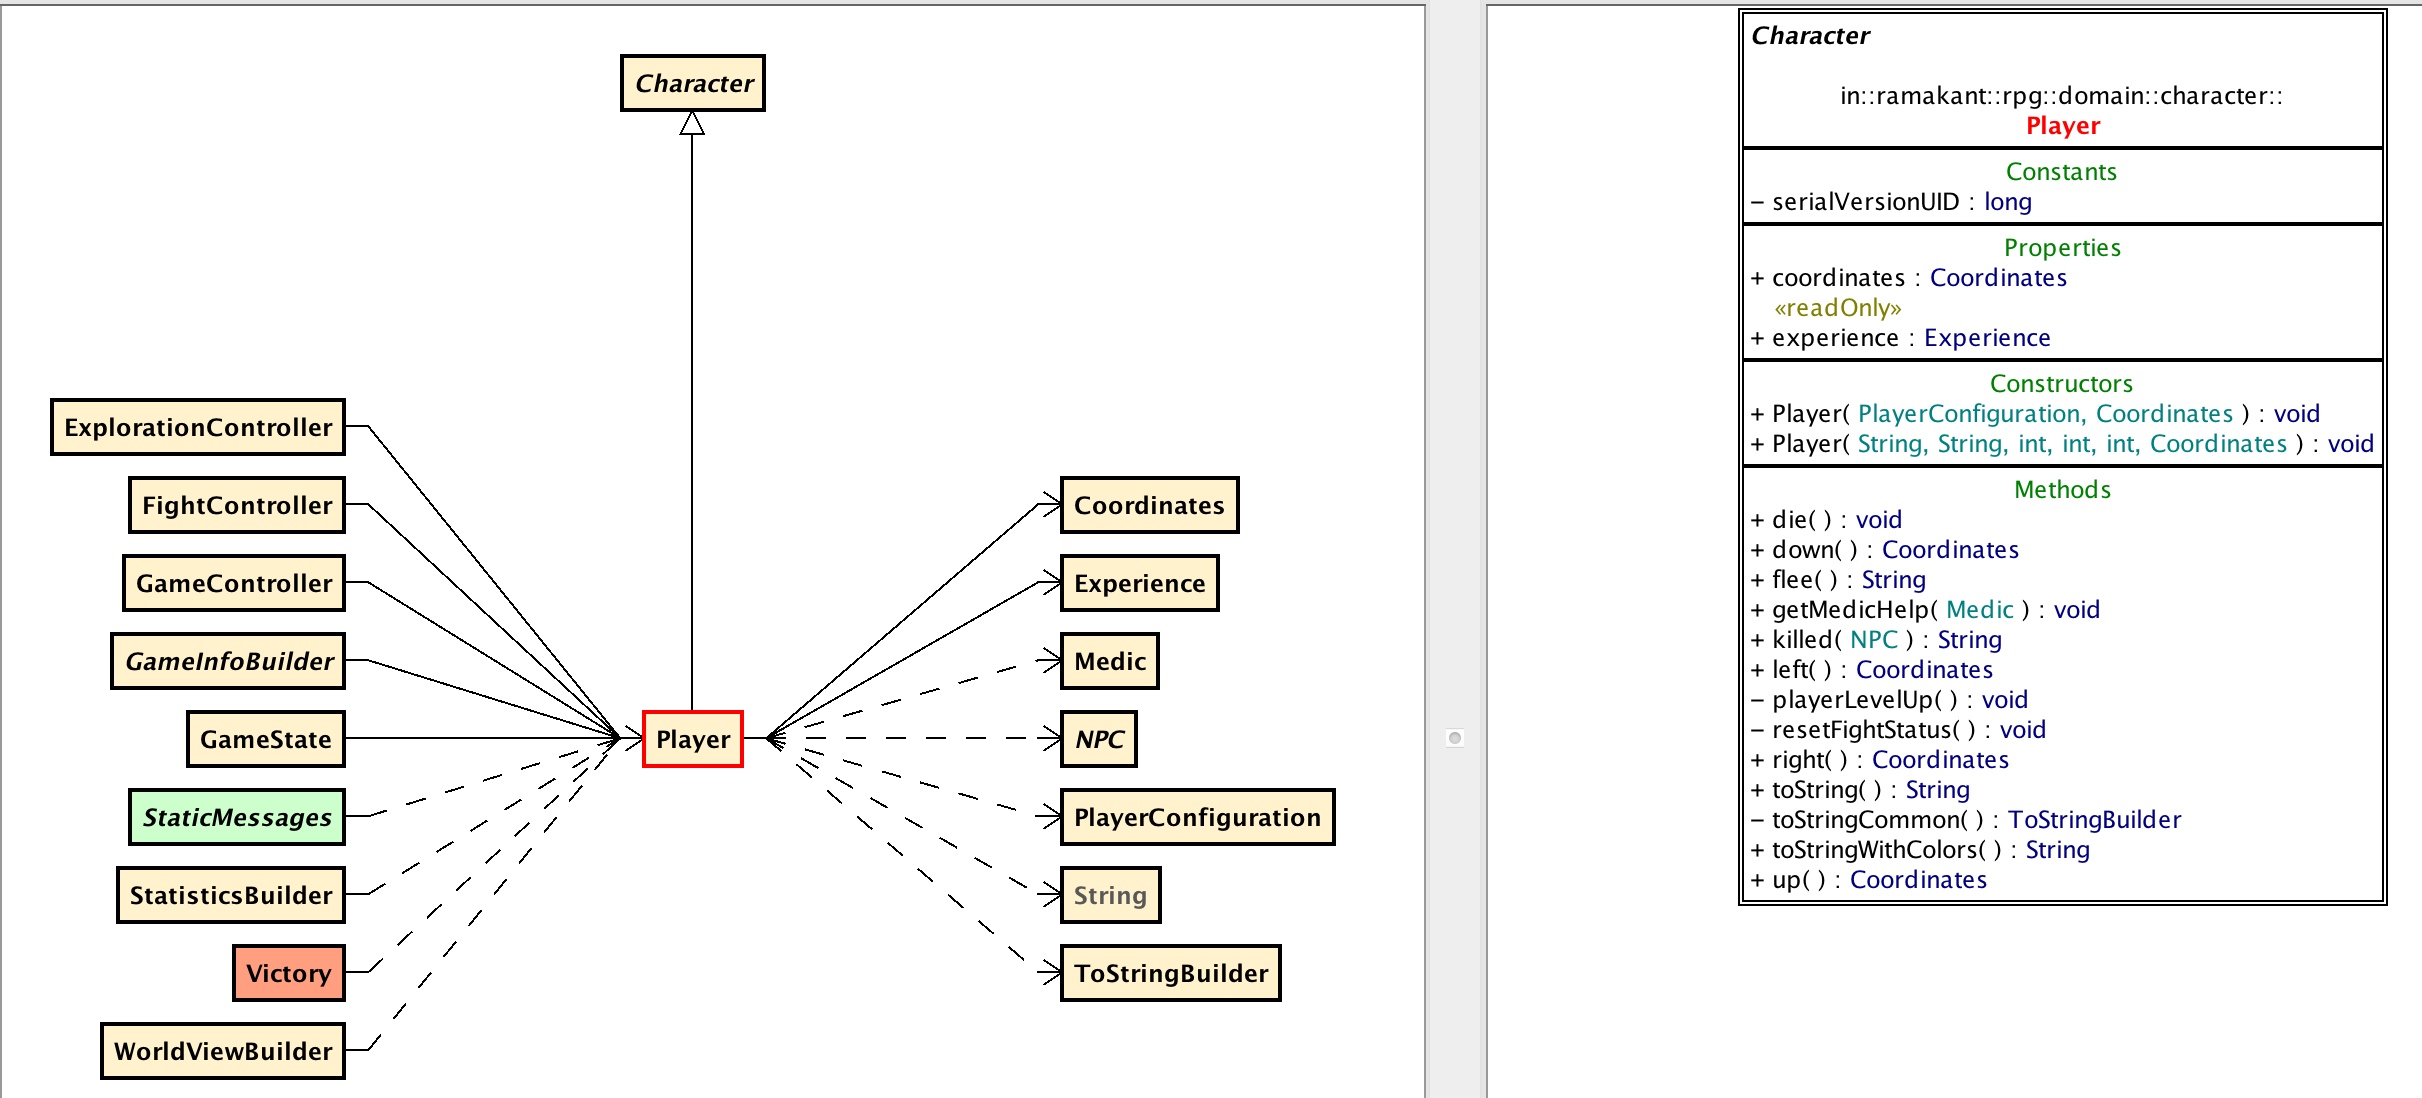 Character
ExplorationController
FightController
GameController
GameInfoBuilder
GameState
StaticMessages
StatisticsBuilder
Victory
WorldViewBuilder
Player
Coordinates
Experience
Medic
NPC
PlayerConfiguration
String
ToStringBuilder
Character
in::ramakant::rpg::domain::character::
Player
Constants
− serialVersionUID : long
Properties
+ coordinates : Coordinates
«readOnly»
+ experience : Experience
Constructors
+ Player( PlayerConfiguration, Coordinates ) : void
+ Player( String, String, int, int, int, Coordinates ) : void
Methods
+ die( ) : void
+ down( ) : Coordinates
+ flee( ) : String
+ getMedicHelp( Medic ) : void
+ killed( NPC ) : String
+ left( ) : Coordinates
− playerLevelUp( ) : void
− resetFightStatus( ) : void
+ right( ) : Coordinates
+ toString( ) : String
− toStringCommon( ) : ToStringBuilder
+ toStringWithColors( ) : String
+ up( ) : Coordinates